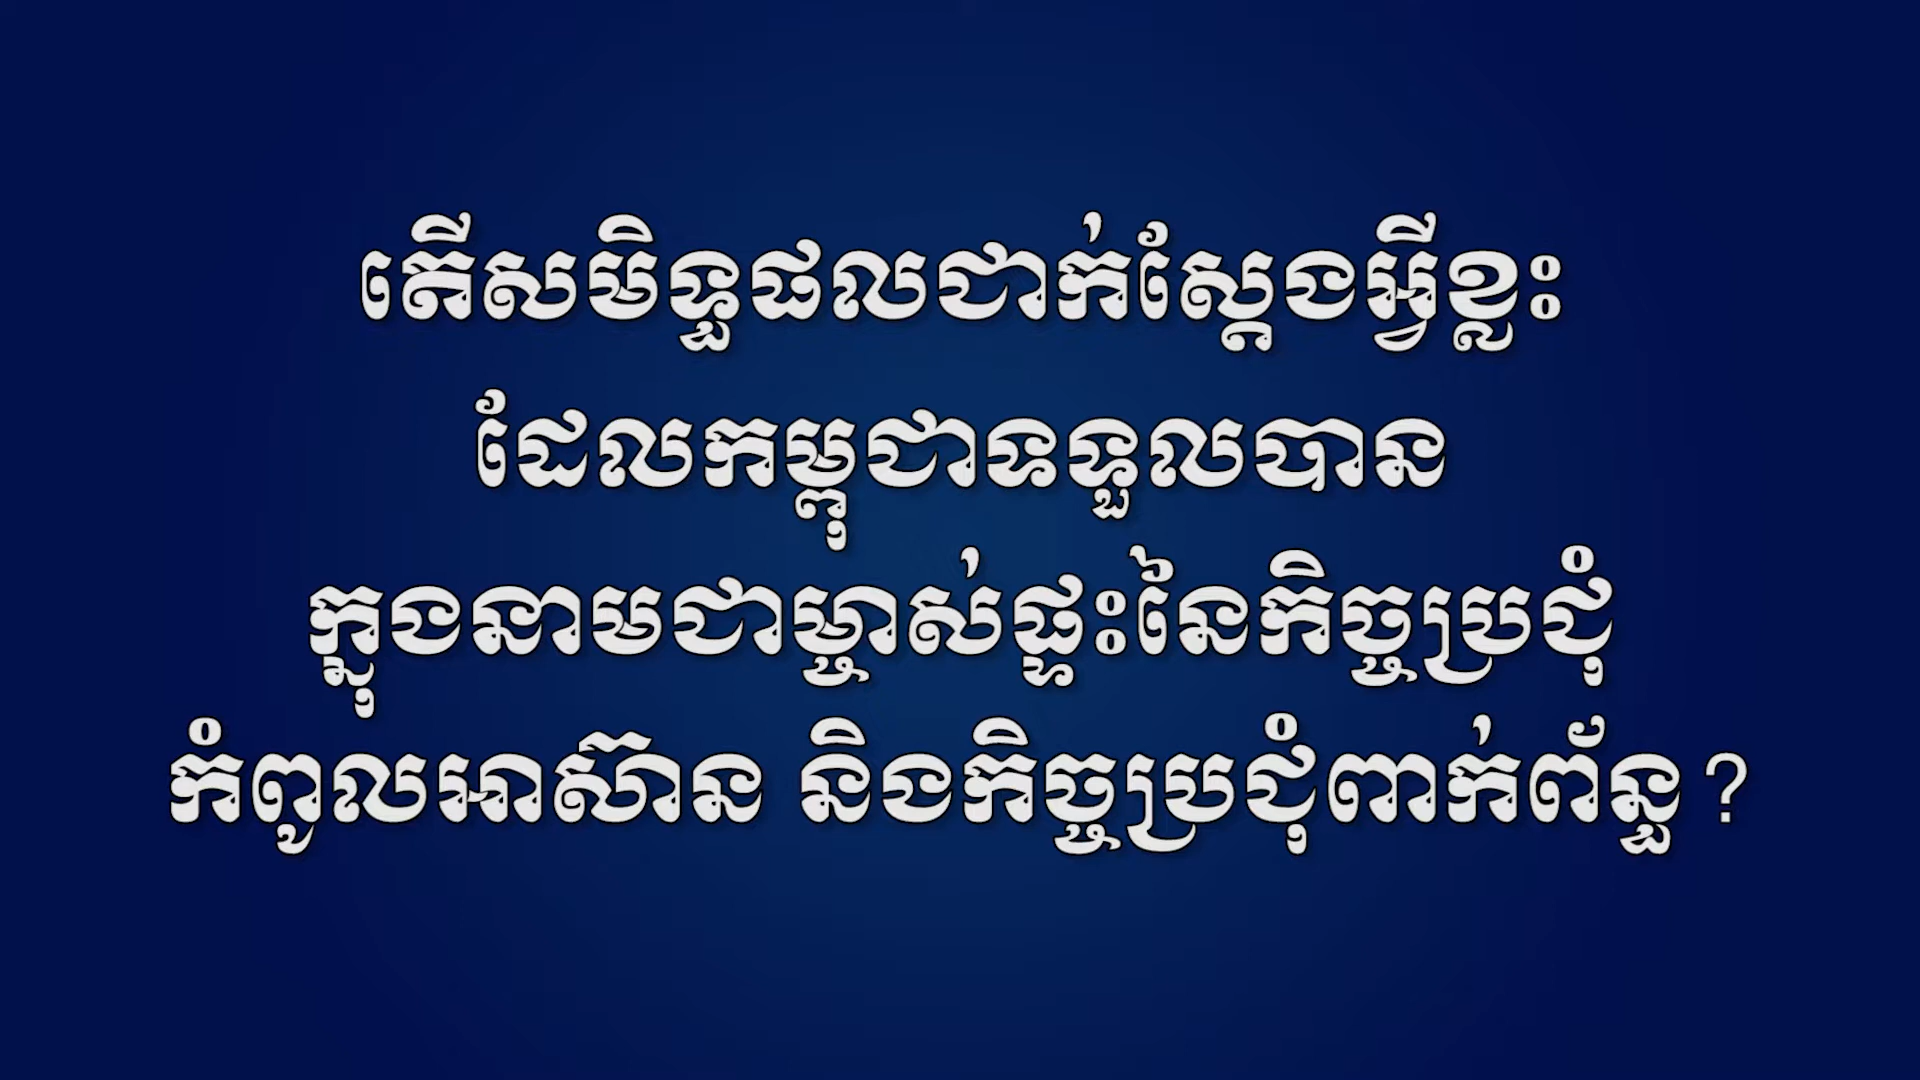 តើសមិទ្ធផលជាក់ស្តែងអ្វីខ្លះ
ដែលកម្ពុជាទទួលបាន
ក្នុងនាមជាម្ចាស់ផ្ទះនៃកិច្ចប្រជុំ
កំពូលអាស៊ាន និងកិច្ចប្រជុំពាក់ព័ន្ធ?